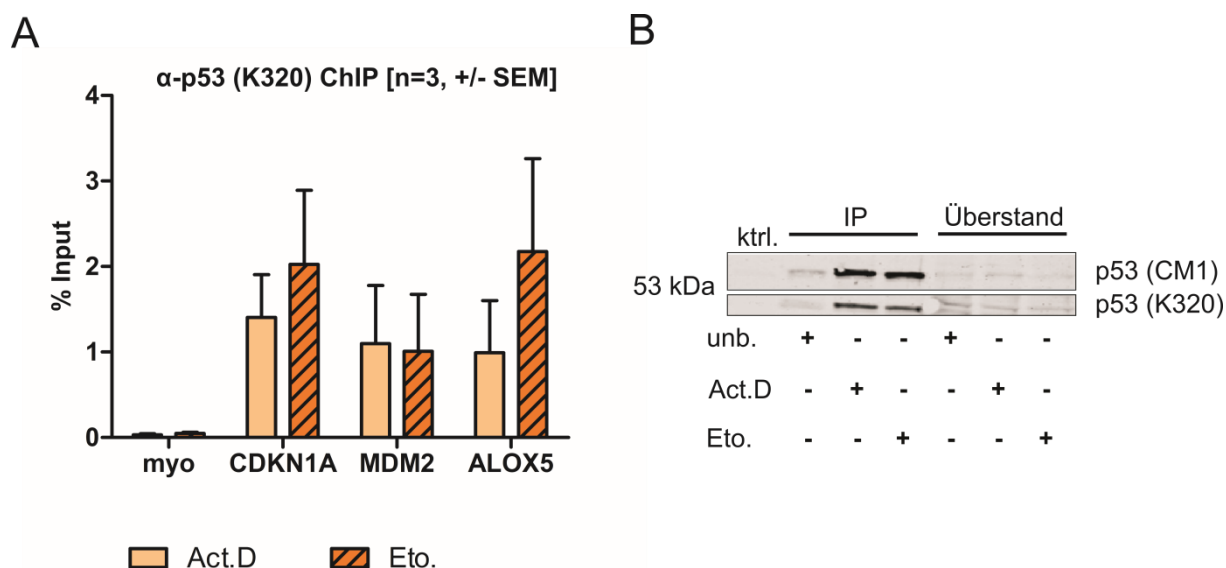 A
α-p53 (K320) ChIP [n=3, +/- SEM]
% Input
4
3
2
1
0
myo CDKN1A MDM2 ALOX5
Act.D Eto.
B
IP Überstand
ktrl.
53 kDa
p53 (CM1)
p53 (K320)
unb. + - - + - -
Act.D - + - - + -
Eto. - - + - - +